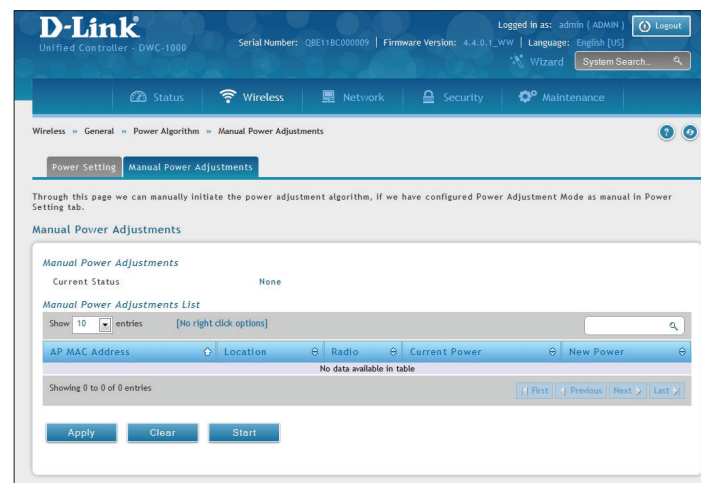 D-Link®
Unified Controller - DWC-1000
Logged in as: admin ( ADMIN ) Logout
Serial Number: QBE11BC000009 | Firmware Version: 4.4.0.1_WW | Language: English [US]
Wizard System Search...
Status Wireless Network Security Maintenance
Wireless » General » Power Algorithm » Manual Power Adjustments
Power Setting Manual Power Adjustments
Through this page we can manually initiate the power adjustment algorithm, if we have configured Power Adjustment Mode as manual in Power
Setting tab.
Manual Power Adjustments
Manual Power Adjustments
Current Status None
Manual Power Adjustments List
Show 10 entries [No right click options]
AP MAC Address Location Radio Current Power New Power
No data available in table
Showing 0 to 0 of 0 entries First Previous Next Last
Apply Clear Start